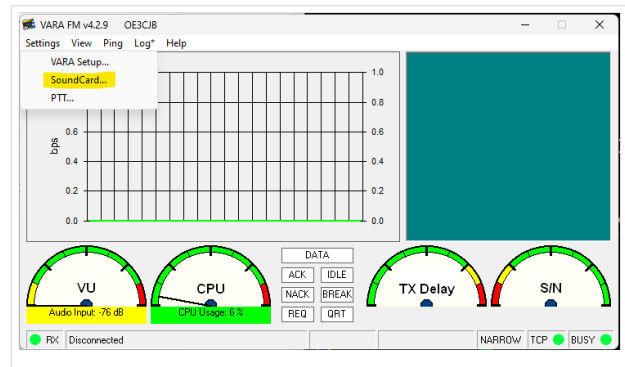 VARA FM v4.2.9 OE3CJB
Settings View Ping Log* Help
VARA Setup...
SoundCard...
PTT...
1.0
0.8
0.6 0.6
0.4 0.4
0.2 0.2
0.0 0.0
bps
DATA
ACK IDLE
NACK BREAK
REQ QRT
VU
Audio Input: -76 dB
CPU
CPU Usage: 6 %
TX Delay
S/N
RX Disconnected NARROW TCP BUSY